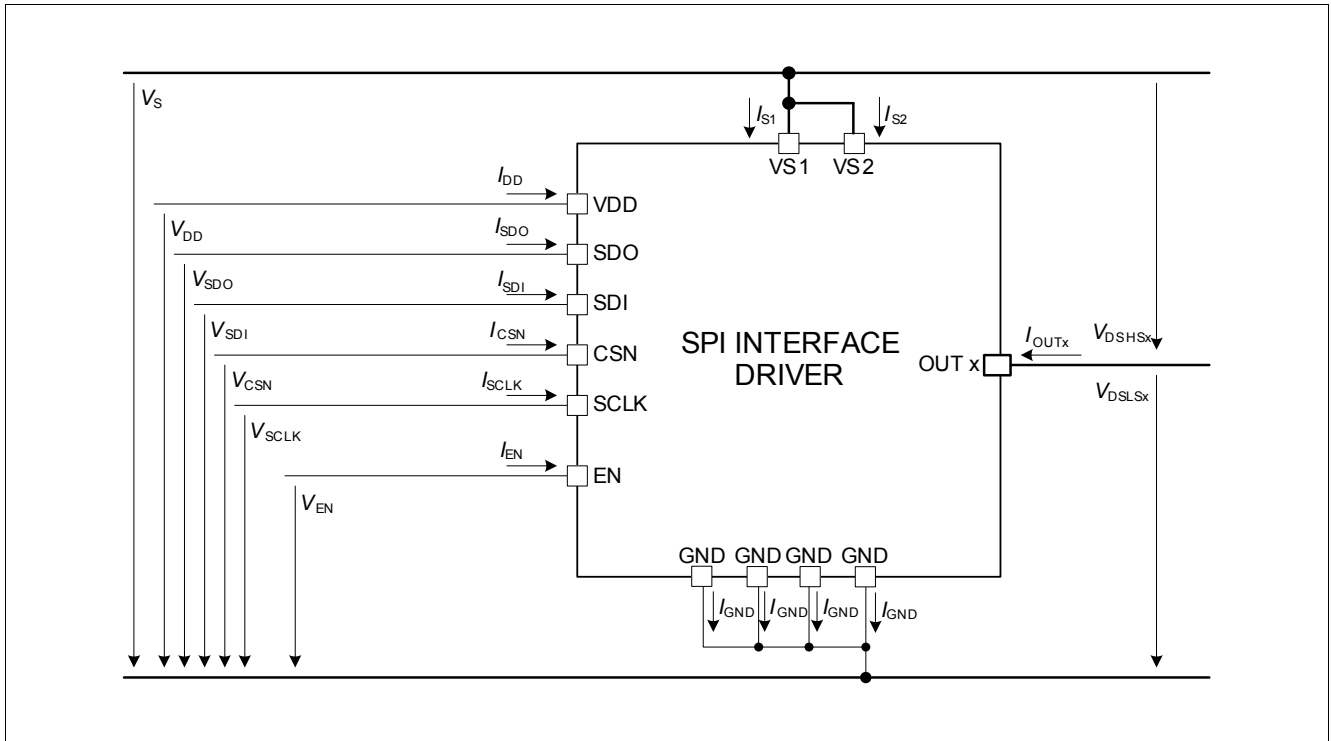 VS
IS1
IS2
VS1
VS2
IDD
VDD
VDD
ISDO
SDO
VSDO
ISDI
SDI
VSDI
ICSN
CSN
VCSN
ISCLK
SCLK
VSCLK
IEN
EN
VEN
SPI INTERFACE
DRIVER
OUT x
IOUTx
VDSHSx
VDSLSx
GND GND GND GND
IGND IGND IGND IGND